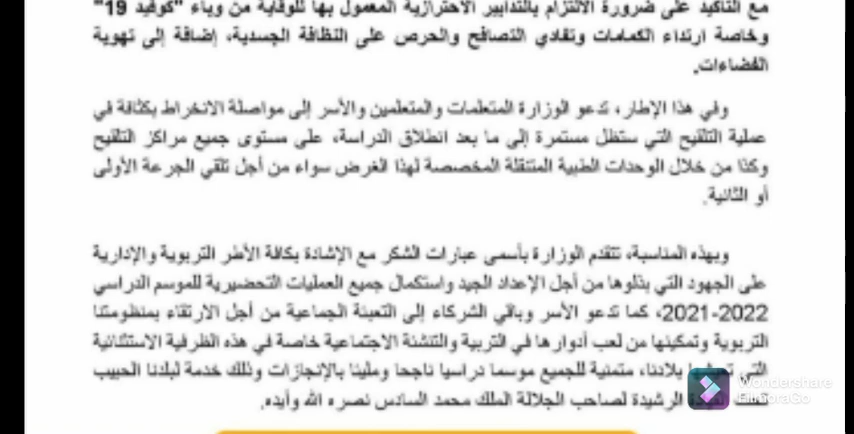 مع التأكيد على ضرورة الالتزام بالتدابير الاحترازية المعمول بها للوقاية من وباء "كوفيد 19"
وخاصة ارتداء الكمامات وتفادي التصافح والحرص على النظافة الجسدية، إضافة إلى تهوية
الفضاءات.
وفي هذا الإطار، تدعو الوزارة المتعلمات والمتعلمين والأسر إلى مواصلة الانخراط بكثافة في
عملية التلقيح التي ستظل مستمرة إلى ما بعد انطلاق الدراسة، على مستوى جميع مراكز التلقيح
وكذا من خلال الوحدات الطبية المتنقلة المخصصة لهذا الغرض سواء من أجل تلقي الجرعة الأولى
أو الثانية.
وبهذه المناسبة، تتقدم الوزارة بأسمى عبارات الشكر مع الإشادة بكافة الأطر التربوية والإدارية
على الجهود التي بذلوها من أجل الإعداد الجيد واستكمال جميع العمليات التحضيرية للموسم الدراسي
2021-2022، كما تدعو الأسر وباقي الشركاء إلى التعبئة الجماعية من أجل الارتقاء بمنظومتنا
التربوية وتمكينها من لعب أدوارها في التربية والتنشئة الاجتماعية خاصة في هذه الظرفية الاستثنائية
التي بلادنا، متمنية للجميع موسما دراسيا ناجحا ومليئا بالإنجازات وذلك خدمة لبلدنا الحبيب
الرشيدة لصاحب الجلالة الملك محمد السادس نصره الله وأيده.
Wondershare
FilmoraGo